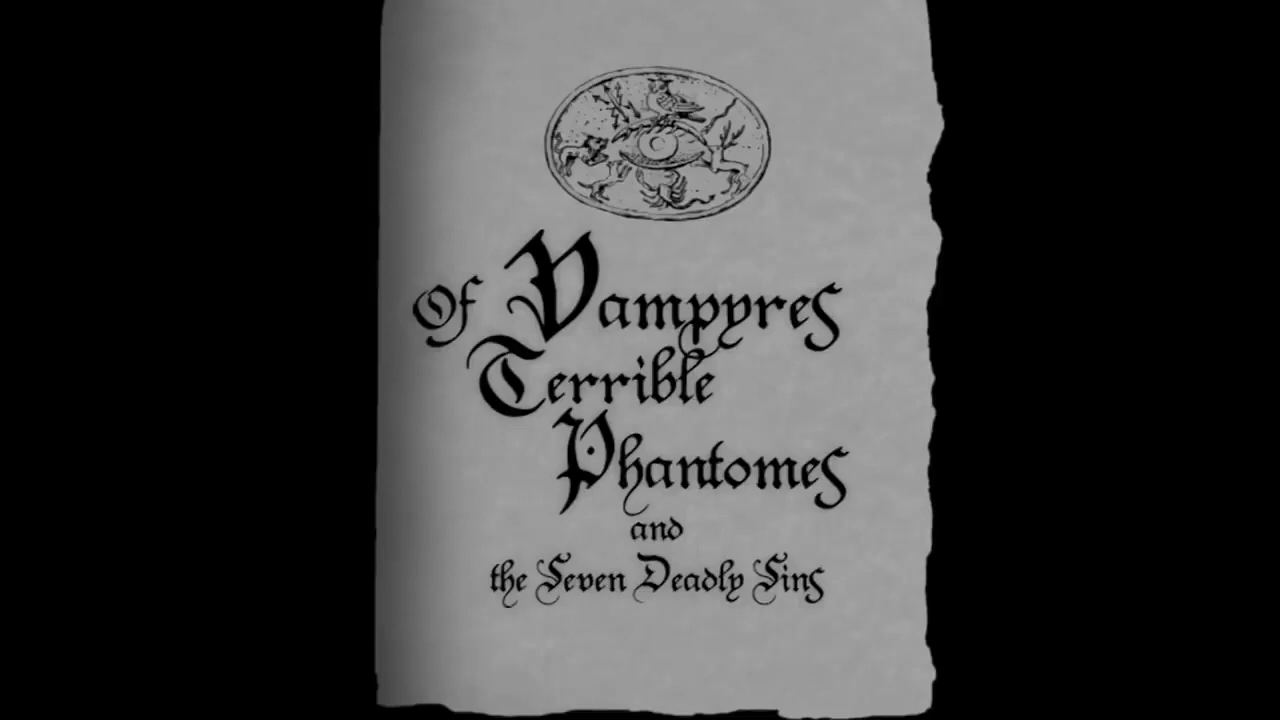 Of Vampyres
Terrible
Phantomes
and
the Seven Deadly Sins